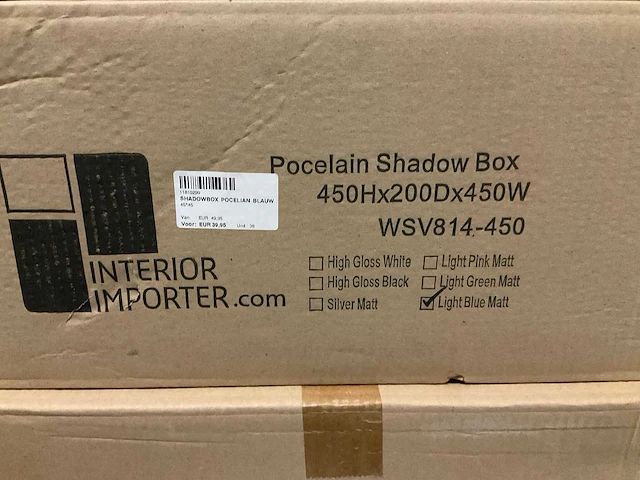 Pocelain Shadow Box
450Hx200Dx450W
WSV814-450
High Gloss White
Light Pink Matt
High Gloss Black
Light Green Matt
Silver Matt
Light Blue Matt
SHADOWBOX POCELIAN BLAUW
45*45
Van: EUR 49,95
Voor: EUR 39,95
INTERIOR
IMPORTER.com